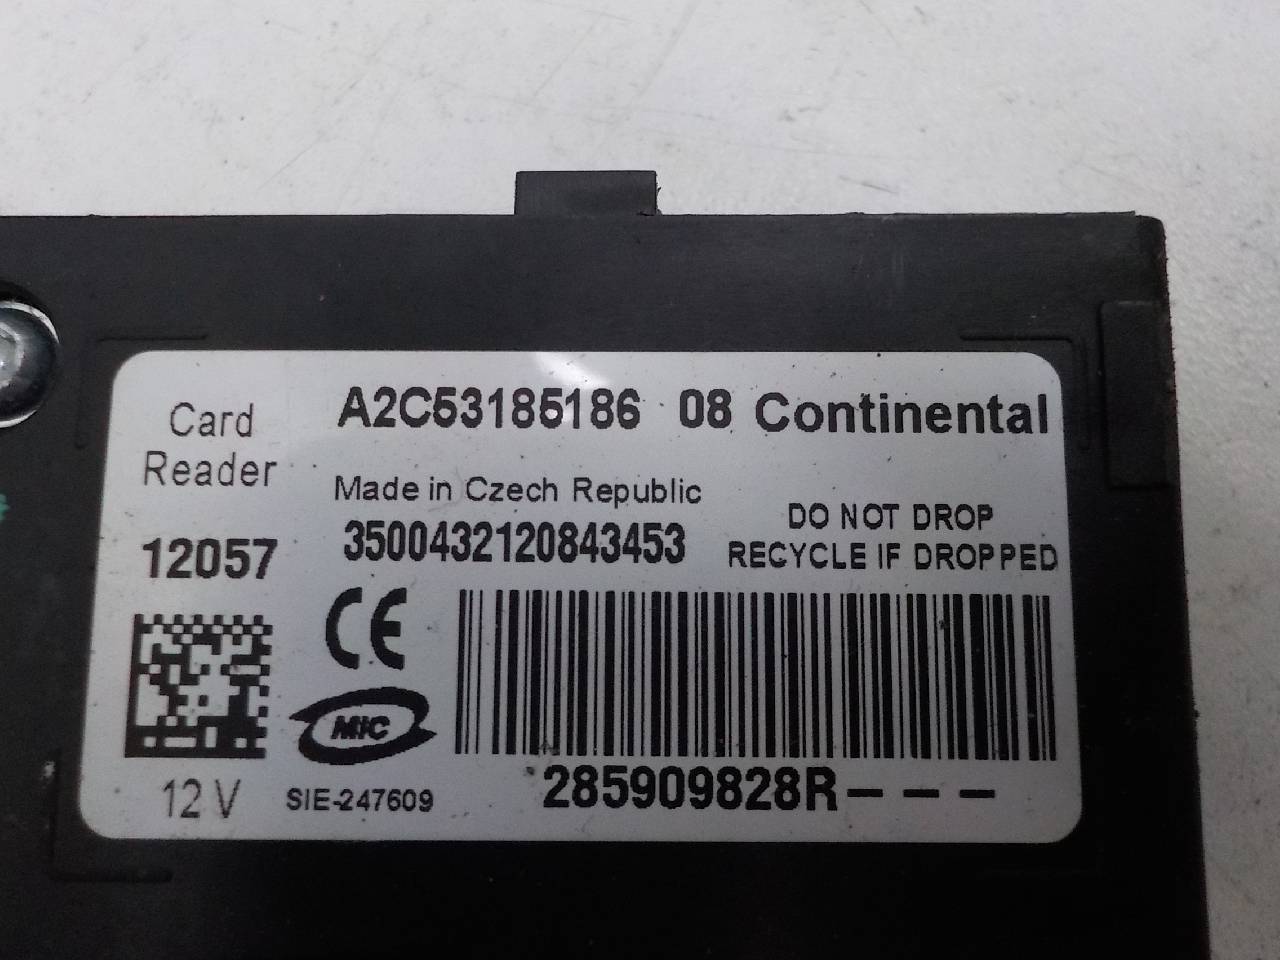 Card
Reader
A2C53185186 08 Continental
Made in Czech Republic
3500432120843453
DO NOT DROP
RECYCLE IF DROPPED
12057
CE
MIC
12 V
SIE-247609
285909828R---